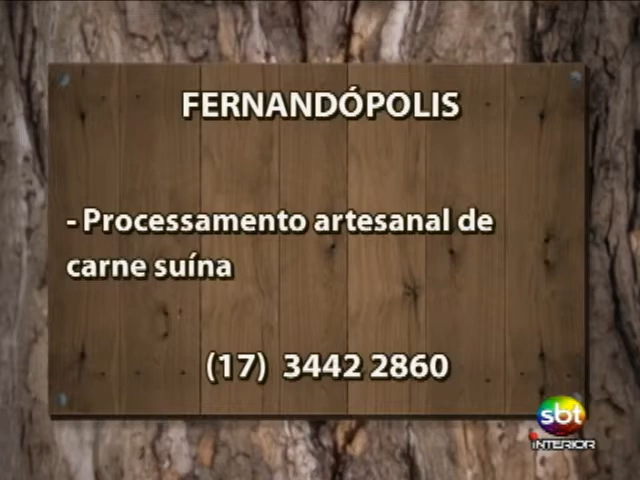 FERNANDÓPOLIS
- Processamento artesanal de
carne suína
(17) 3442 2860
sbt
INTERIOR